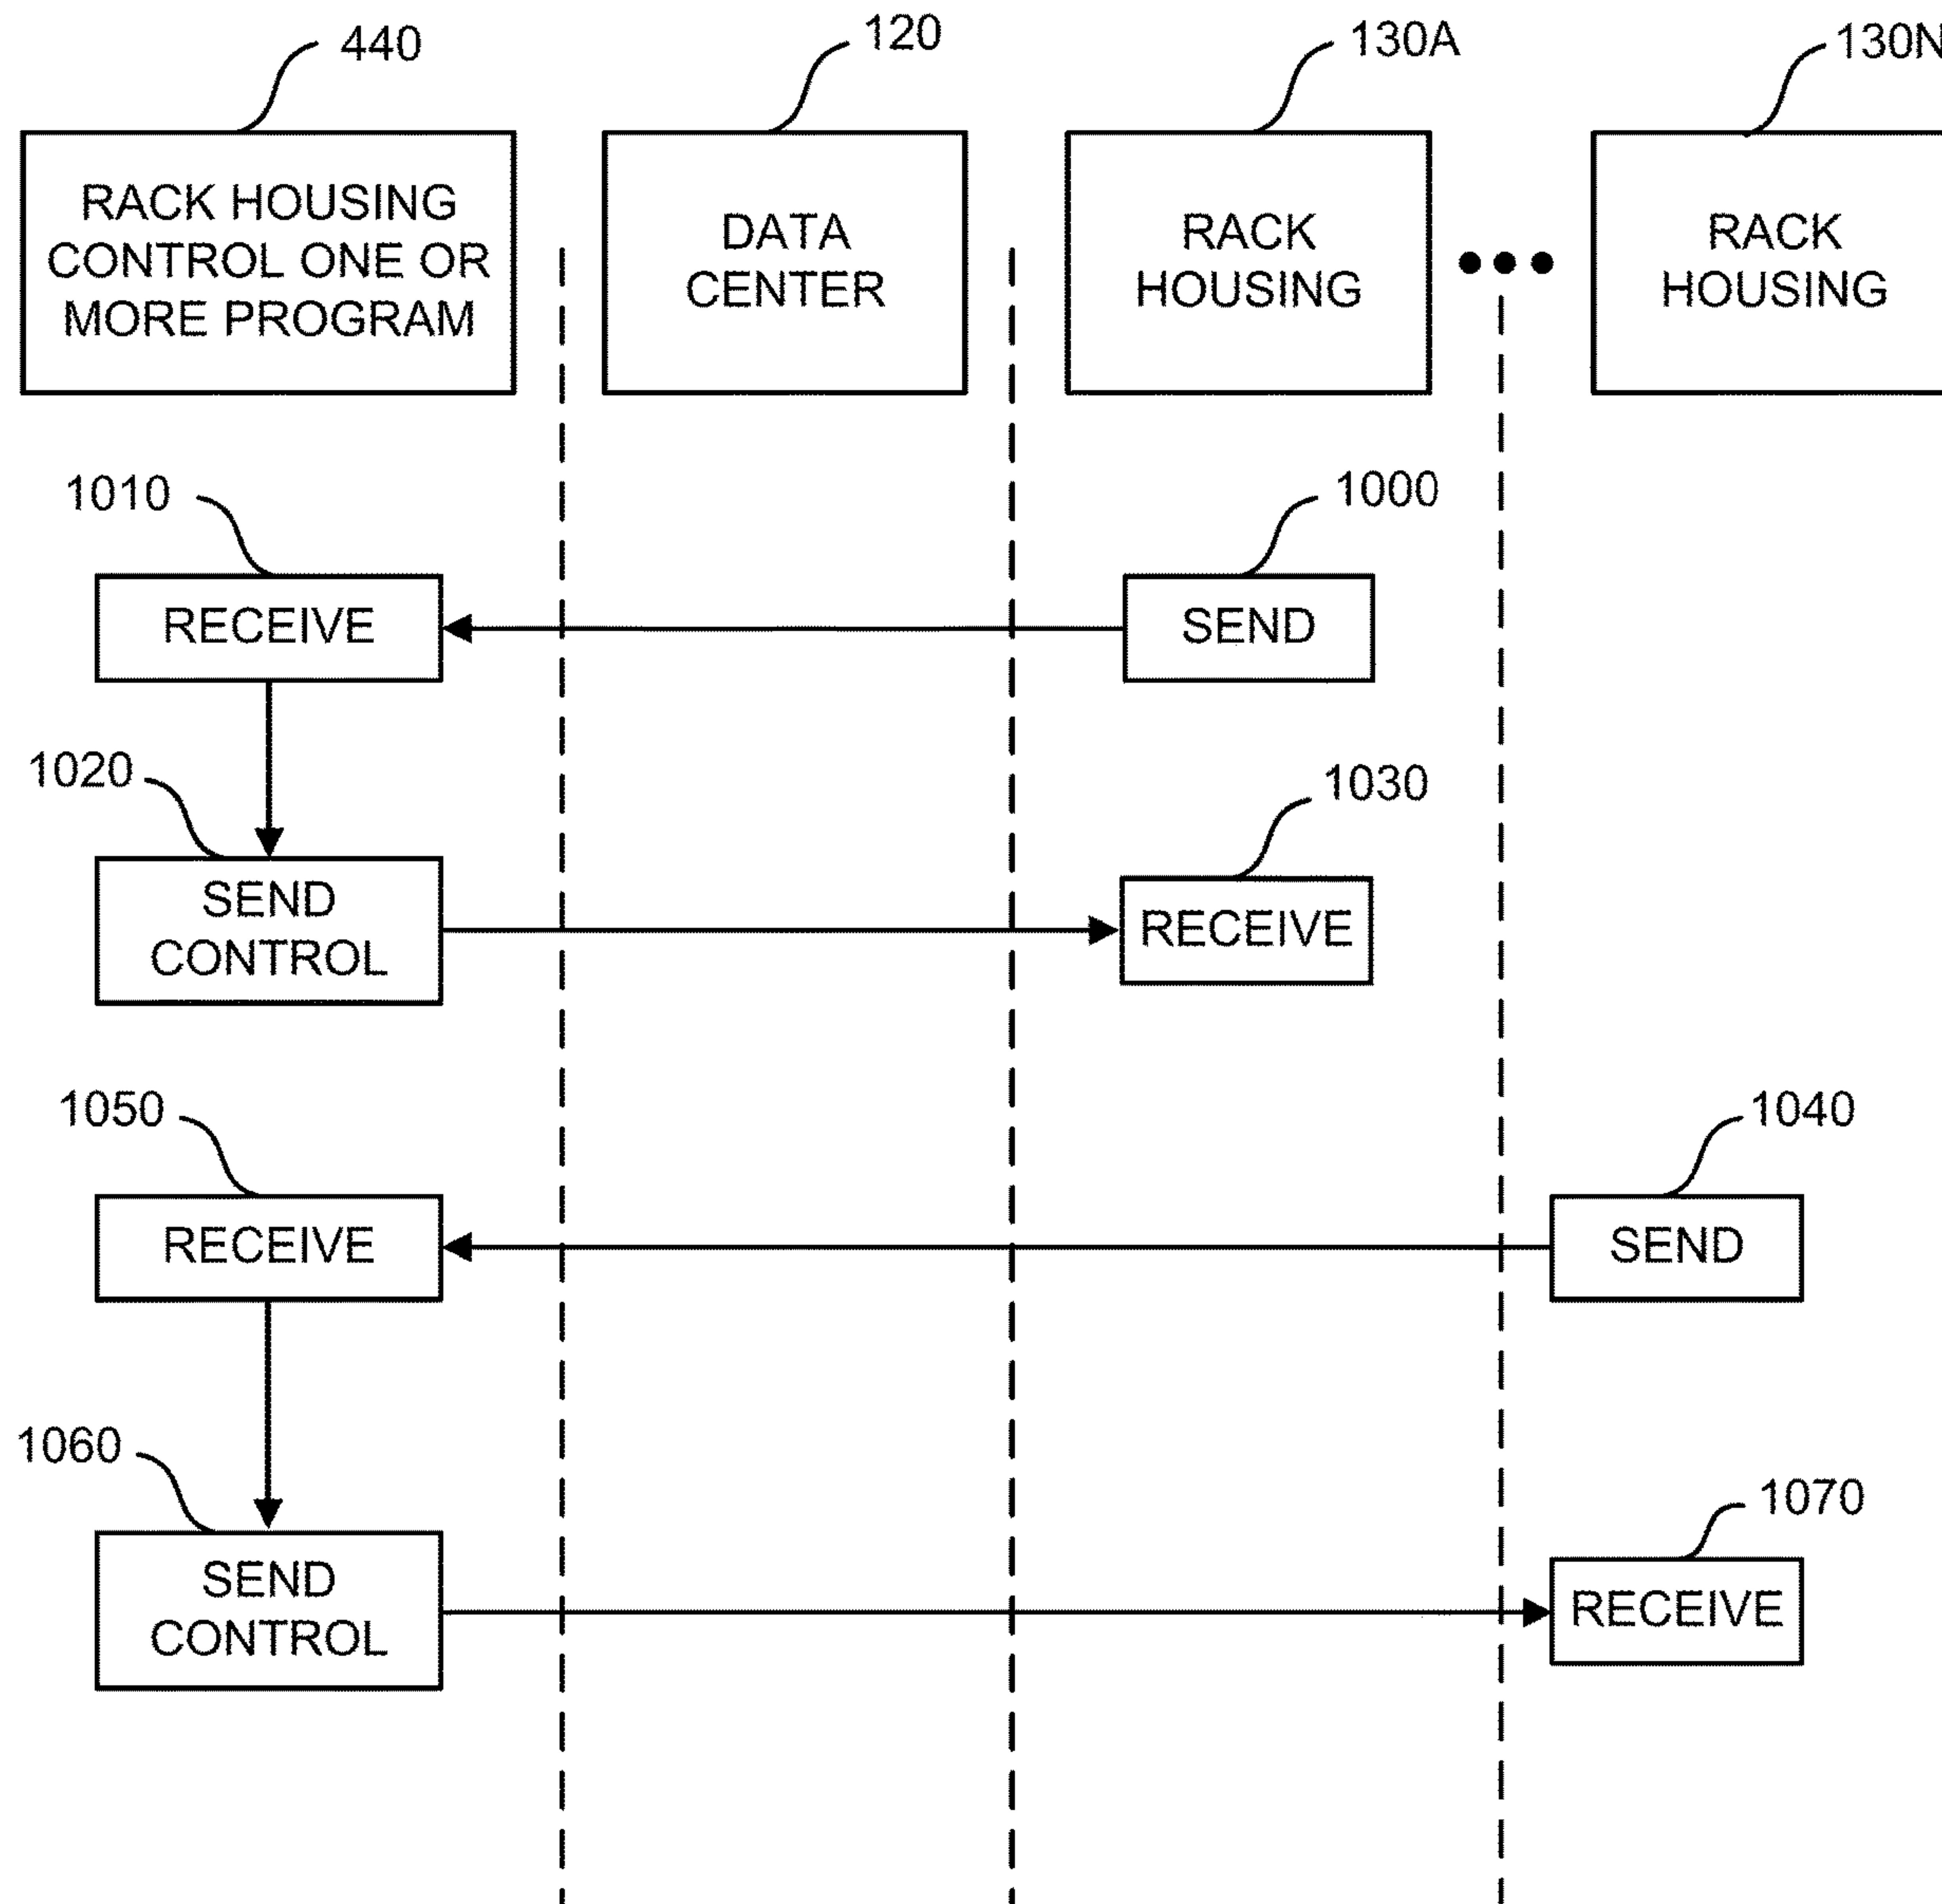 440
120
130A
130N
RACK HOUSING
CONTROL ONE OR
MORE PROGRAM
DATA
CENTER
RACK
HOUSING
RACK
HOUSING
1010
1000
RECEIVE
SEND
1020
1030
SEND
CONTROL
RECEIVE
1050
1040
RECEIVE
SEND
1060
1070
SEND
CONTROL
RECEIVE